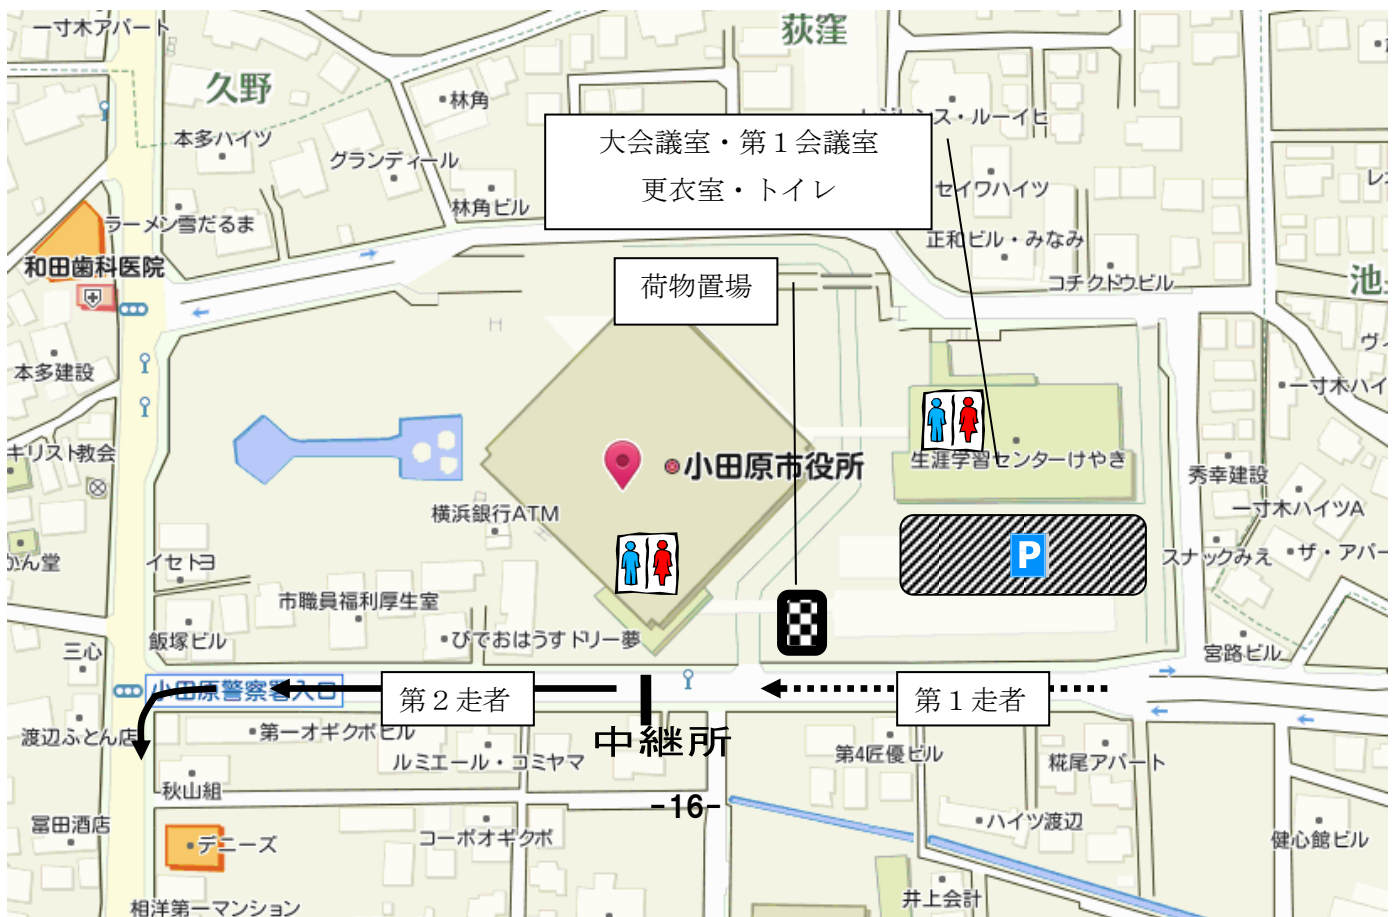 一寸木アパート
荻窪
久野
林角
本多ハイツ
グランディール
林角ビル
大会議室・第1会議室
更衣室・トイレ
セイワハイツ
正和ビル・みなみ
コチクトウビル
ラーメン雪だるま
和田歯科医院
荷物置場
本多建設
キリスト教会
小田原市役所
生涯学習センターけやき
一寸木ハイ
秀幸建設
一寸木ハイツA
横浜銀行ATM
イセトヨ
P
スナックみえ
ザ・アパー
市職員福利厚生室
飯塚ビル
びでおはうすドリー夢
三心
宮路ビル
小田原警察署入口
第2走者
第1走者
中継所
渡辺ふとん店
第一オギクボビル
ルミエール・コミヤマ
第4匠優ビル
糀尾アパート
秋山組
-16-
冨田酒店
デニーズ
コーポオギクボ
ハイツ渡辺
健心館ビル
相洋第一マンション
井上会計